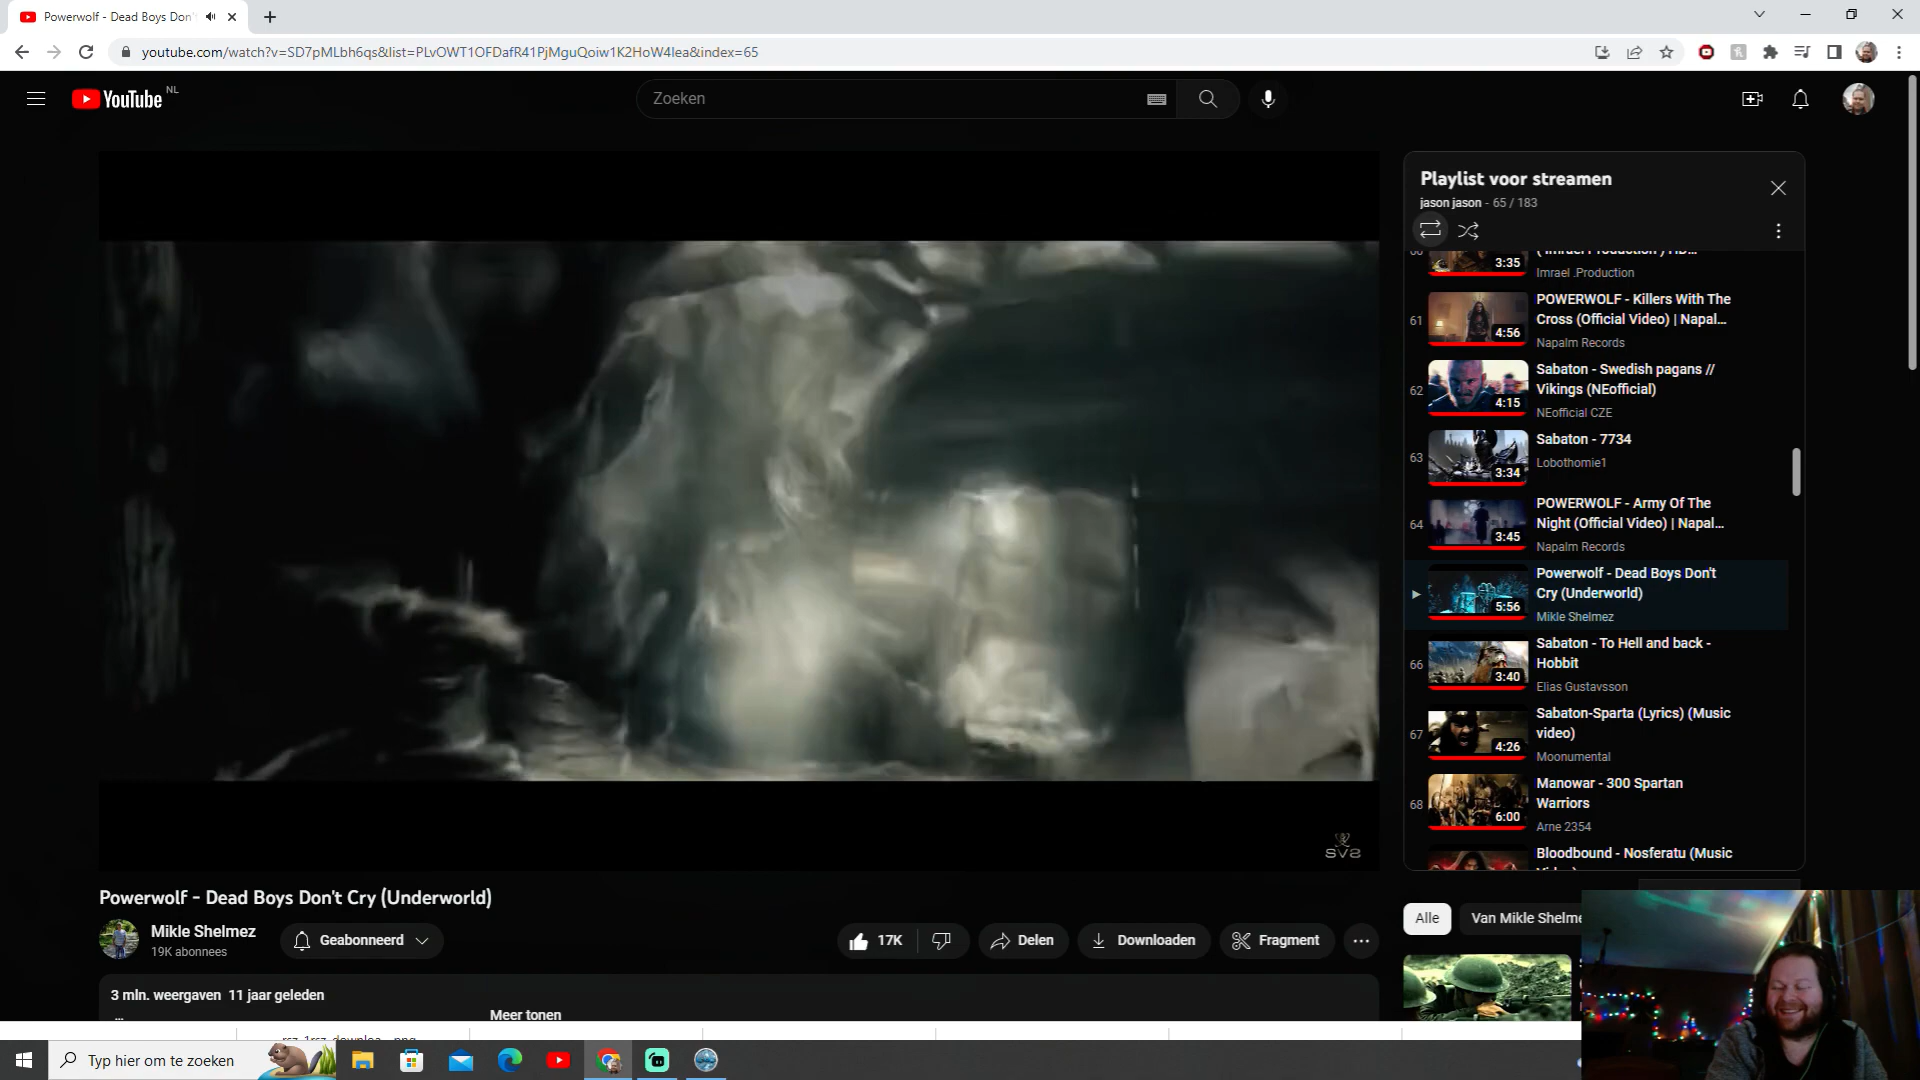 Powerwolf - Dead Boys Don'
youtube.com/watch?v=SD7pMLbh6qs&list=PLvOWT1OFDafR41PjMguQoiw1K2HoW4lea&index=65
YouTube NL
Zoeken
Playlist voor streamen
jason jason - 65 / 183
3:35
Imrael .Production
61
4:56
POWERWOLF - Killers With The
Cross (Official Video) | Napal...
Napalm Records
62
4:15
Sabaton - Swedish pagans //
Vikings (NEofficial)
NEofficial CZE
63
3:34
Sabaton - 7734
Lobothomie1
64
3:45
POWERWOLF - Army Of The
Night (Official Video) | Napal...
Napalm Records
5:56
Powerwolf - Dead Boys Don't
Cry (Underworld)
Mikle Shelmez
66
3:40
Sabaton - To Hell and back -
Hobbit
Elias Gustavsson
67
4:26
Sabaton-Sparta (Lyrics) (Music
video)
Moonumental
68
6:00
Manowar - 300 Spartan
Warriors
Arne 2354
Bloodbound - Nosferatu (Music
SVS
Powerwolf - Dead Boys Don't Cry (Underworld)
Mikle Shelmez
19K abonnees
Geabonneerd
17K
Delen
Downloaden
Fragment
Alle
Van Mikle Shelme
3 mln. weergaven 11 jaar geleden
...
Meer tonen
Typ hier om te zoeken